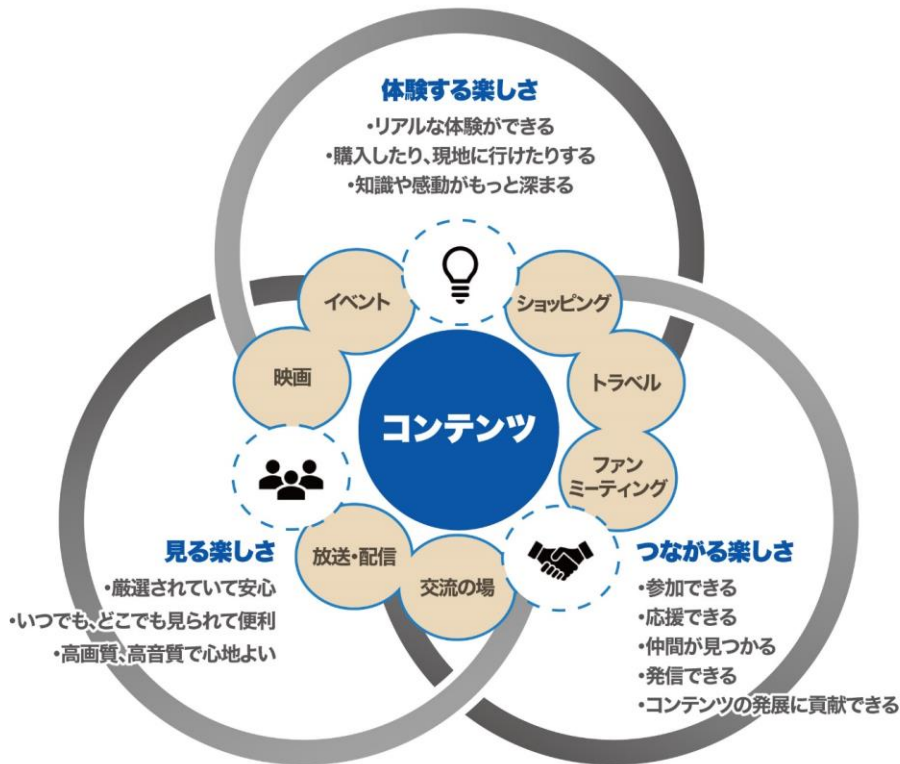 体験する楽しさ
・リアルな体験ができる
・購入したり、現地に行けたりする
・知識や感動がもっと深まる
イベント
ショッピング
映画
トラベル
コンテンツ
ファン
ミーティング
放送・配信
交流の場
見る楽しさ
・厳選されていて安心
・いつでも、どこでも見られて便利
・高画質、高音質で心地よい
つながる楽しさ
・参加できる
・応援できる
・仲間が見つかる
・発信できる
・コンテンツの発展に貢献できる